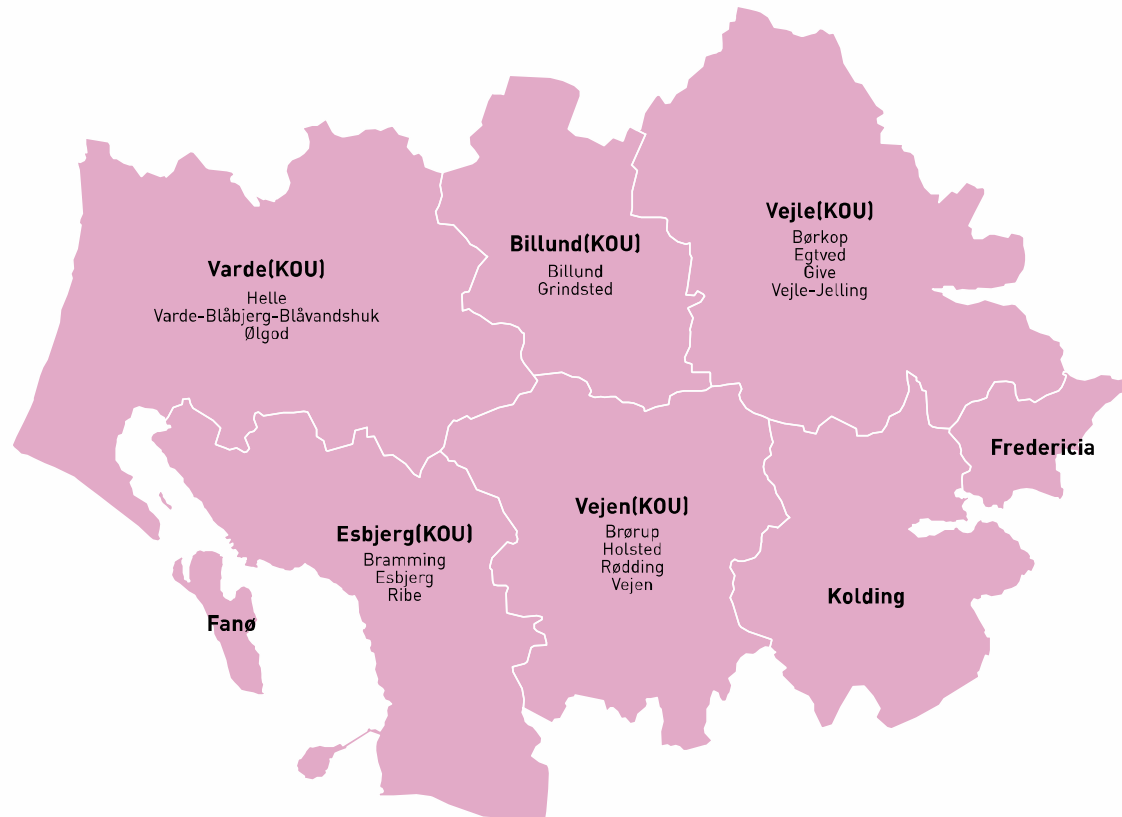 Vejle(KOU)
Børkop
Egtved
Give
Vejle-Jelling
Billund(KOU)
Billund
Grindsted
Varde(KOU)
Helle
Varde-Blåbjerg-Blåvandshuk
Ølgod
Fredericia
Vejen(KOU)
Brørup
Holsted
Rødding
Vejen
Esbjerg(KOU)
Bramming
Esbjerg
Ribe
Kolding
Fanø